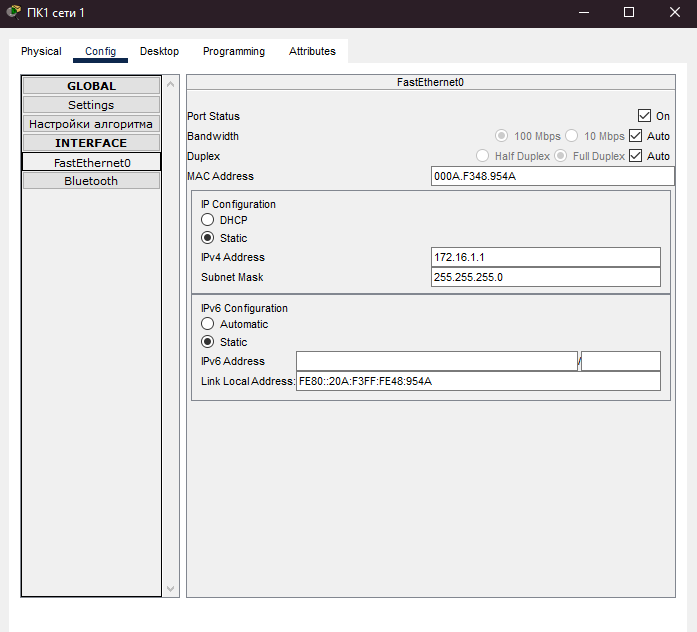 ПК1 сети 1
Physical Config Desktop Programming Attributes
GLOBAL
Settings
Настройки алгоритма
INTERFACE
FastEthernet0
Bluetooth
FastEthernet0
Port Status On
Bandwidth 100 Mbps 10 Mbps Auto
Duplex Half Duplex Full Duplex Auto
MAC Address 000A.F348.954A
IP Configuration
DHCP
Static
IPv4 Address 172.16.1.1
Subnet Mask 255.255.255.0
IPv6 Configuration
Automatic
Static
IPv6 Address /
Link Local Address: FE80::20A:F3FF:FE48:954A